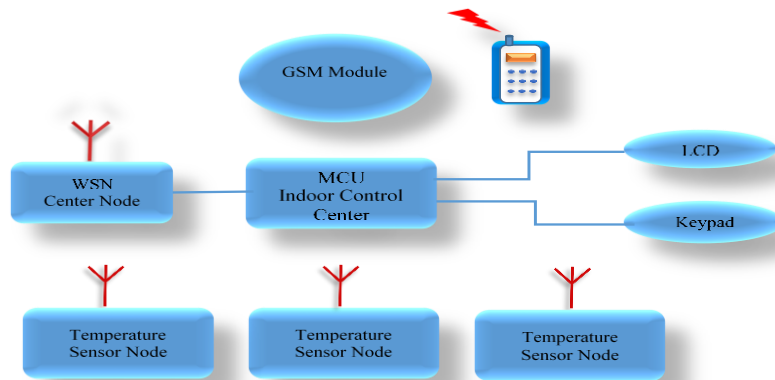 GSM Module
WSN
Center Node
MCU
Indoor Control
Center
LCD
Keypad
Temperature
Sensor Node
Temperature
Sensor Node
Temperature
Sensor Node